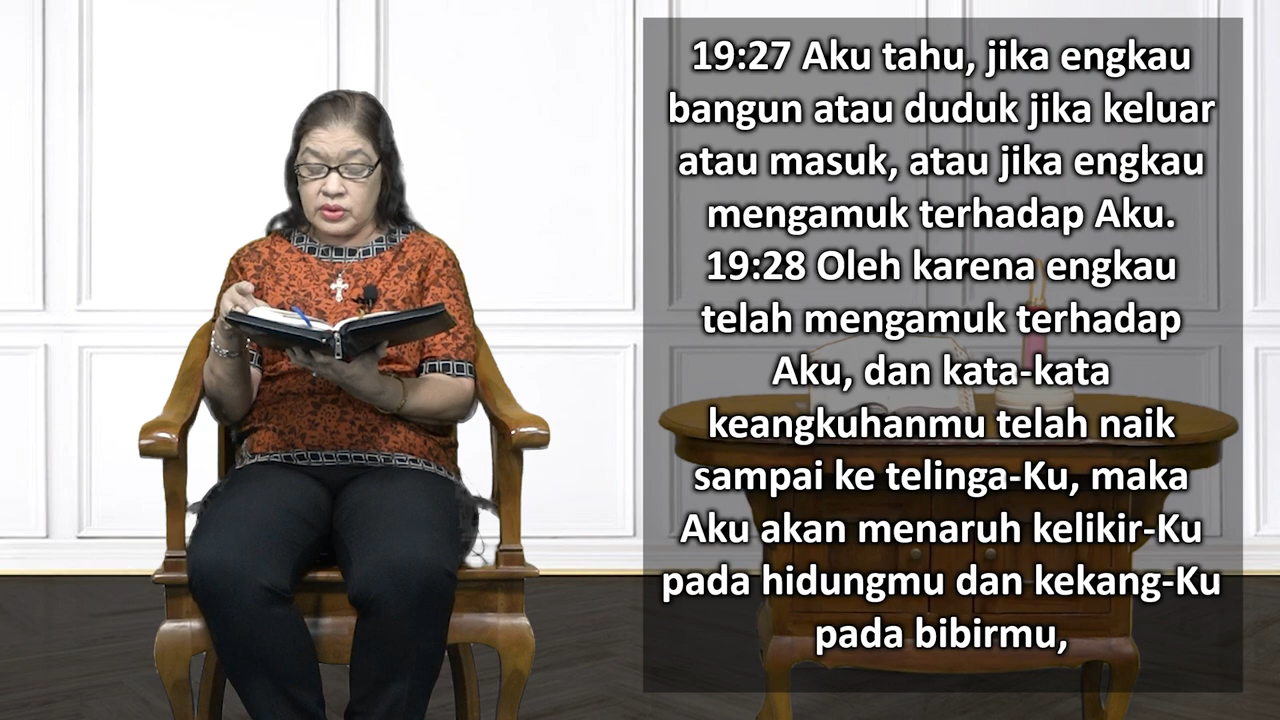 19:27 Aku tahu, jika engkau
bangun atau duduk jika keluar
atau masuk, atau jika engkau
mengamuk terhadap Aku.
19:28 Oleh karena engkau
telah mengamuk terhadap
Aku, dan kata-kata
keangkuhanmu telah naik
sampai ke telinga-Ku, maka
Aku akan menaruh kelikir-Ku
pada hidungmu dan kekang-Ku
pada bibirmu,